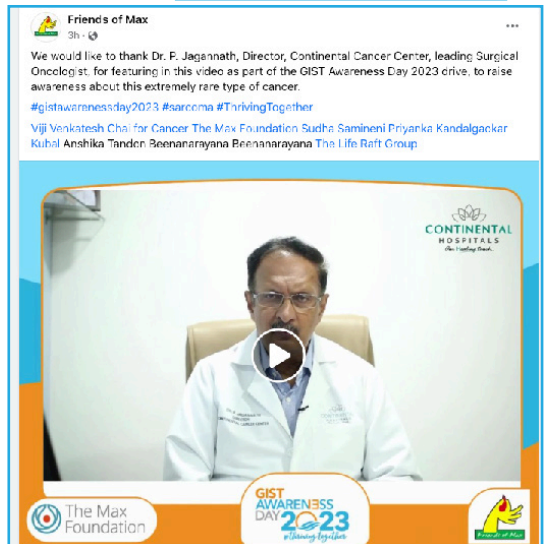 Friends of Max
3h ·
We would like to thank Dr. P. Jagannath, Director, Continental Cancer Center, leading Surgical
Oncologist, for featuring in this video as part of the GIST Awareness Day 2023 drive, to raise
awareness about this extremely rare type of cancer.
#gistawarenessday2023 #sarcoma #ThrivingTogether
Viji Venkatesh Chai for Cancer The Max Foundation Sudha Samineni Priyanka Kandalgaokar
Kubal Anshika Tandon Beenanarayana Beenanarayana The Life Raft Group
CONTINENTAL
HOSPITALS
The Max
Foundation
GIST
AWARENESS
DAY 2023
#thriving together
Friends of Max